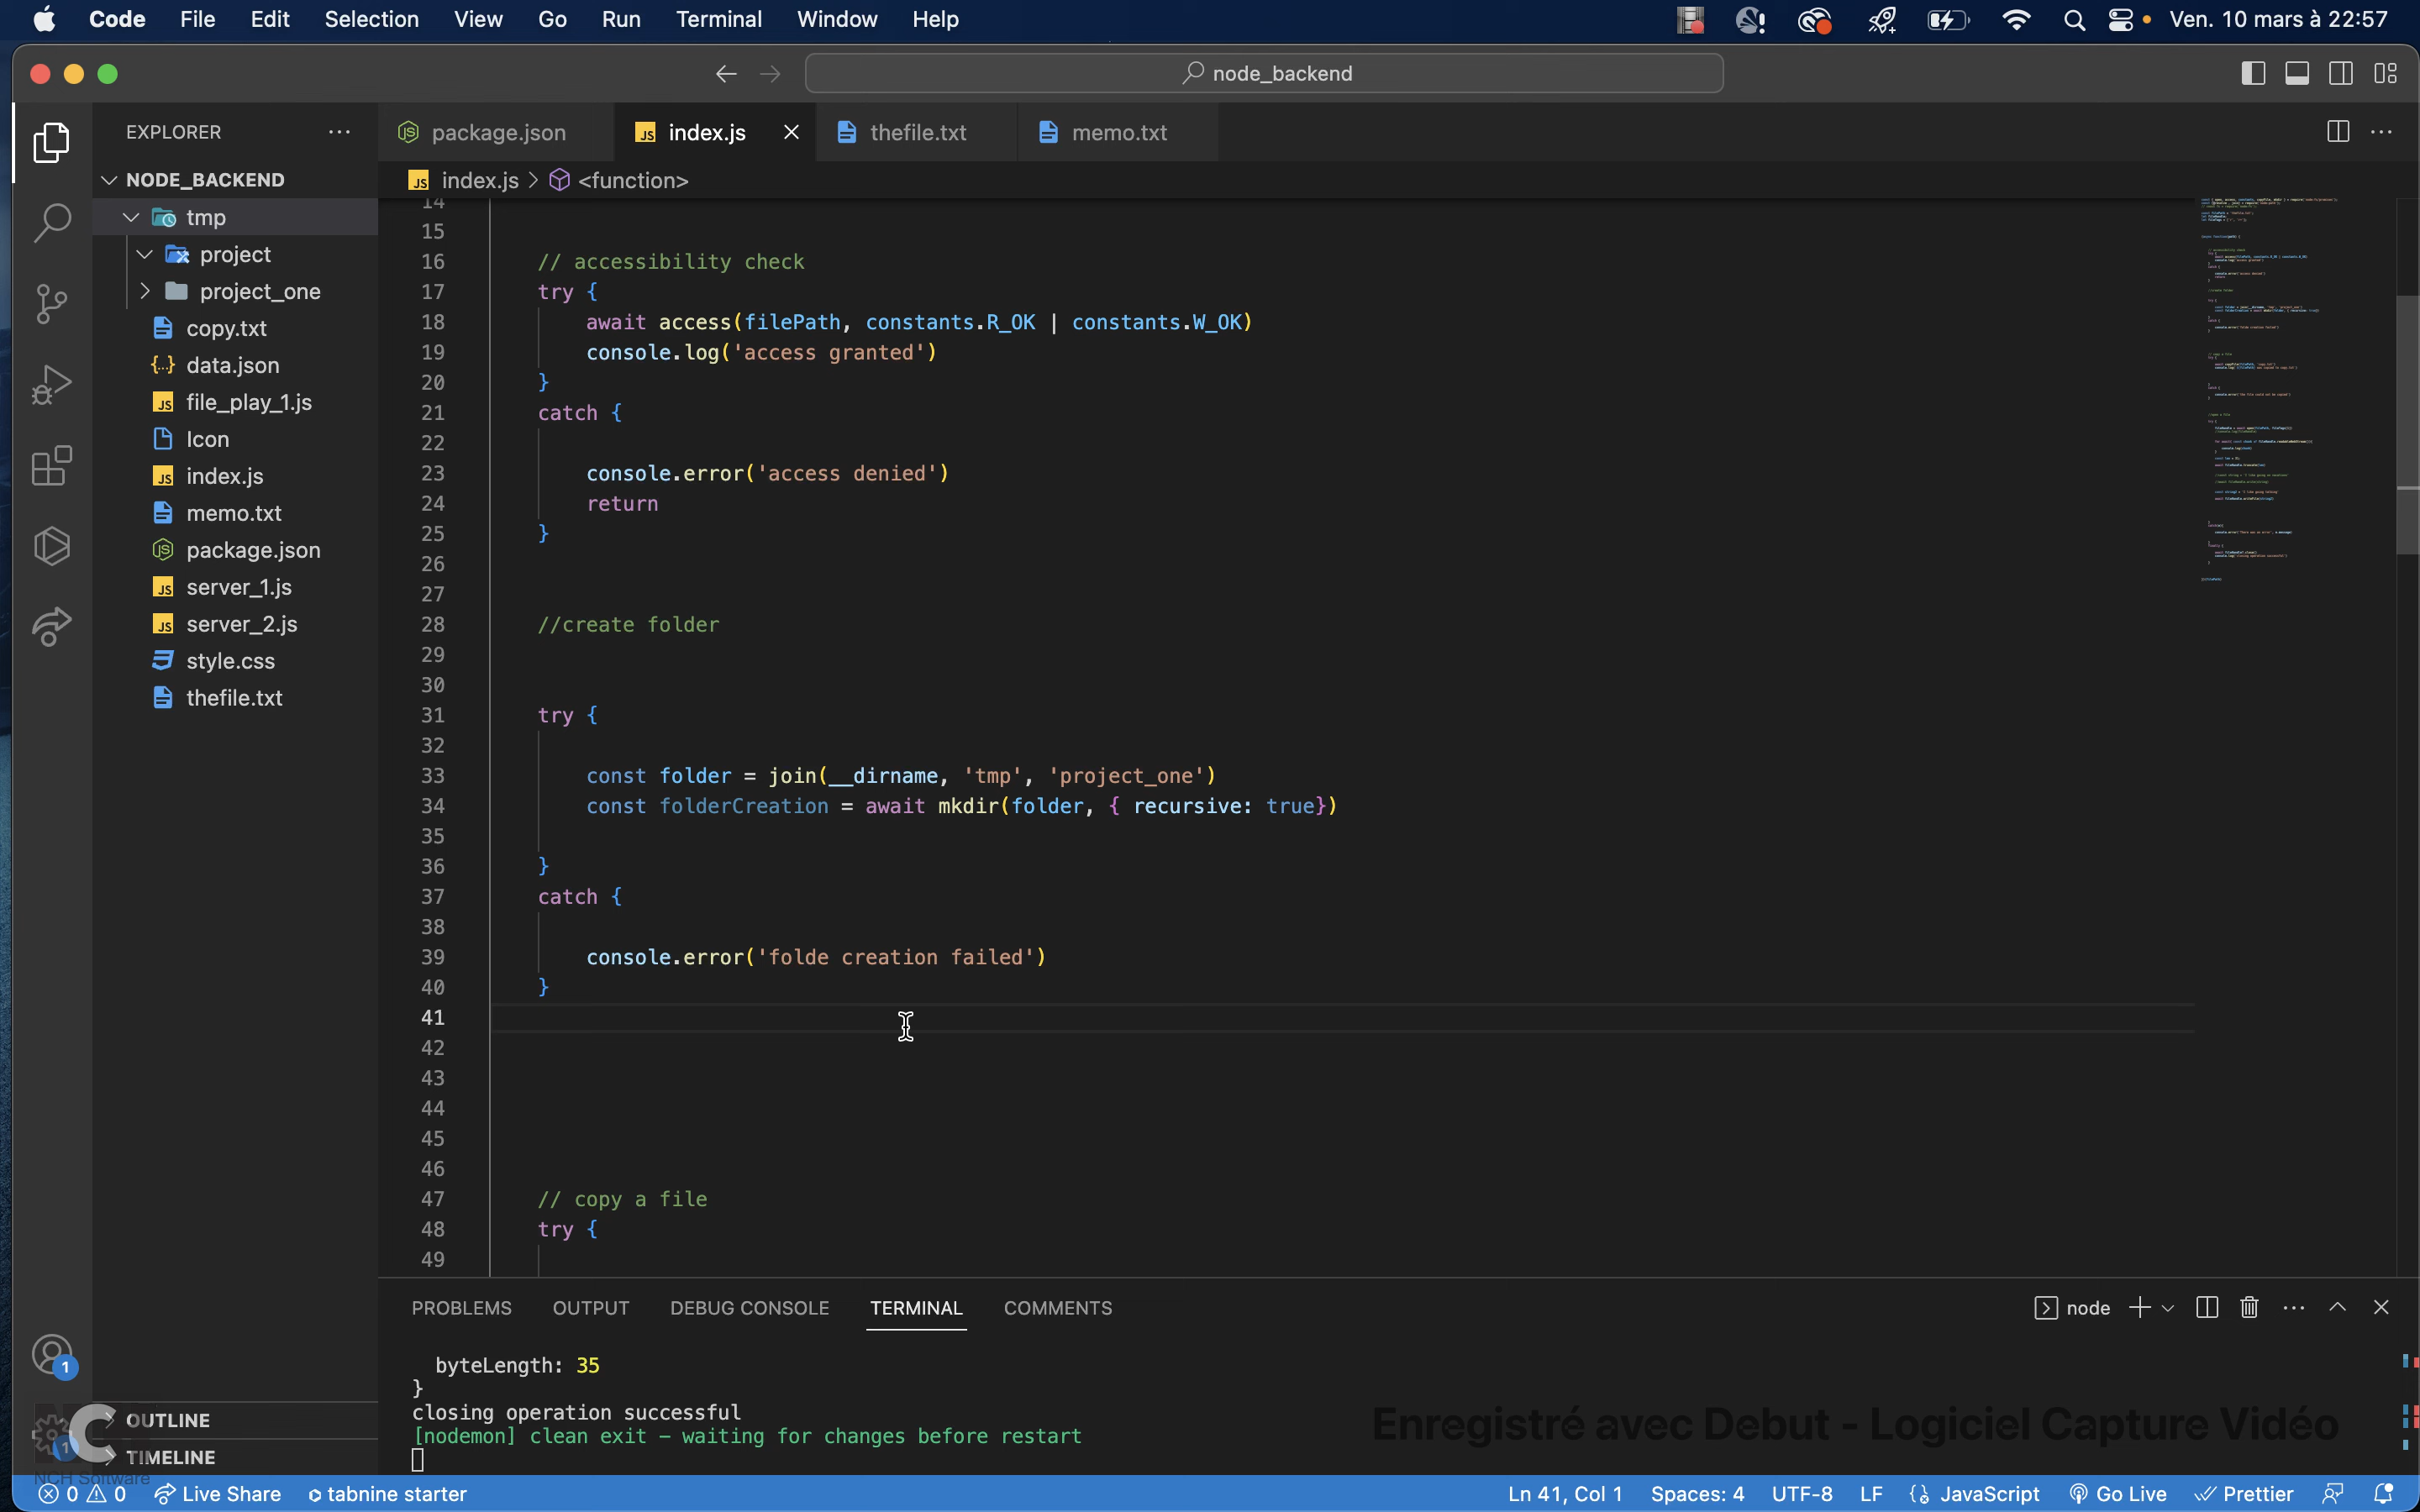 Code File Edit Selection View Go Run Terminal Window Help Ven. 10 mars à 22:57
node_backend
EXPLORER
package.json index.js thefile.txt memo.txt
NODE_BACKEND
index.js > <function>
tmp
project
project_one
copy.txt
data.json
file_play_1.js
Icon
index.js
memo.txt
package.json
server_1.js
server_2.js
style.css
thefile.txt
14
15
16 // accessibility check
17 try {
18 await access(filePath, constants.R_OK | constants.W_OK)
19 console.log('access granted')
20 }
21 catch {
22
23 console.error('access denied')
24 return
25 }
26
27
28 //create folder
29
30
31 try {
32
33 const folder = join(__dirname, 'tmp', 'project_one')
34 const folderCreation = await mkdir(folder, { recursive: true})
35
36 }
37 catch {
38
39 console.error('folde creation failed')
40 }
41
42
43
44
45
46
47 // copy a file
48 try {
49
PROBLEMS OUTPUT DEBUG CONSOLE TERMINAL COMMENTS node
byteLength: 35
}
closing operation successful
[nodemon] clean exit – waiting for changes before restart
1
OUTLINE
1
TIMELINE
Enregistré avec Debut - Logiciel Capture Vidéo
NCH Software
0 0 Live Share tabnine starter Ln 41, Col 1 Spaces: 4 UTF-8 LF JavaScript Go Live Prettier